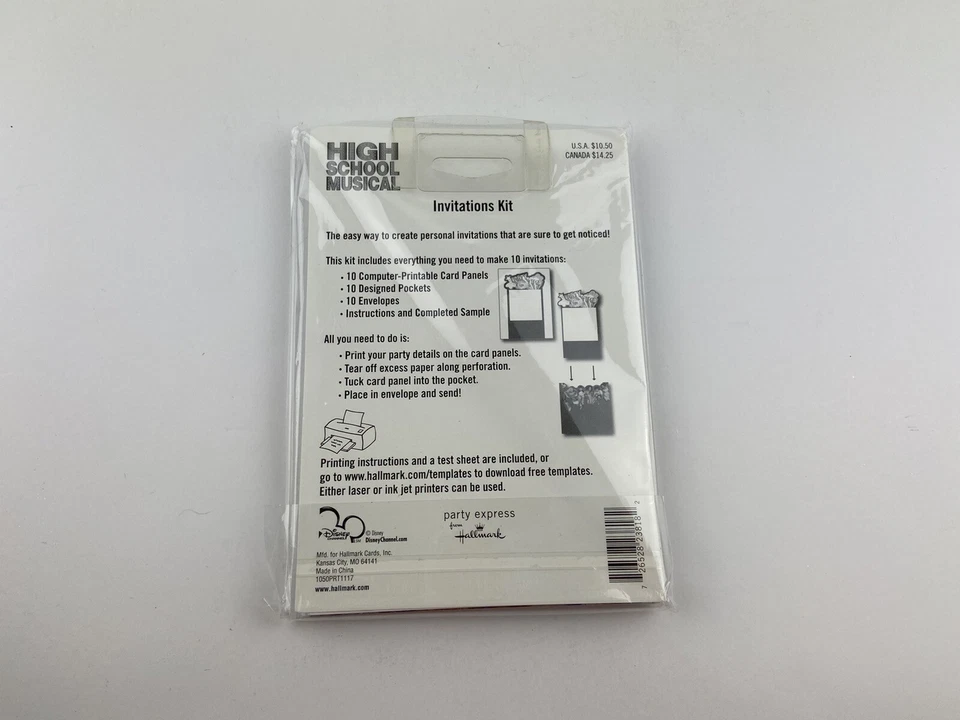 HIGH
SCHOOL
MUSICAL
U.S.A. $10.50
CANADA $14.25
Invitations Kit
The easy way to create personal invitations that are sure to get noticed!
This kit includes everything you need to make 10 invitations:
• 10 Computer-Printable Card Panels
• 10 Designed Pockets
• 10 Envelopes
• Instructions and Completed Sample
All you need to do is:
• Print your party details on the card panels.
• Tear off excess paper along perforation.
• Tuck card panel into the pocket.
• Place in envelope and send!
Printing instructions and a test sheet are included, or
go to www.hallmark.com/templates to download free templates.
Either laser or ink jet printers can be used.
Disney
© Disney
DisneyChannel.com
party express
from
Hallmark
Mfd. for Hallmark Cards, Inc.
Kansas City, MO 64141
Made in China
1050PRT1117
www.hallmark.com
7 26528 23818 2